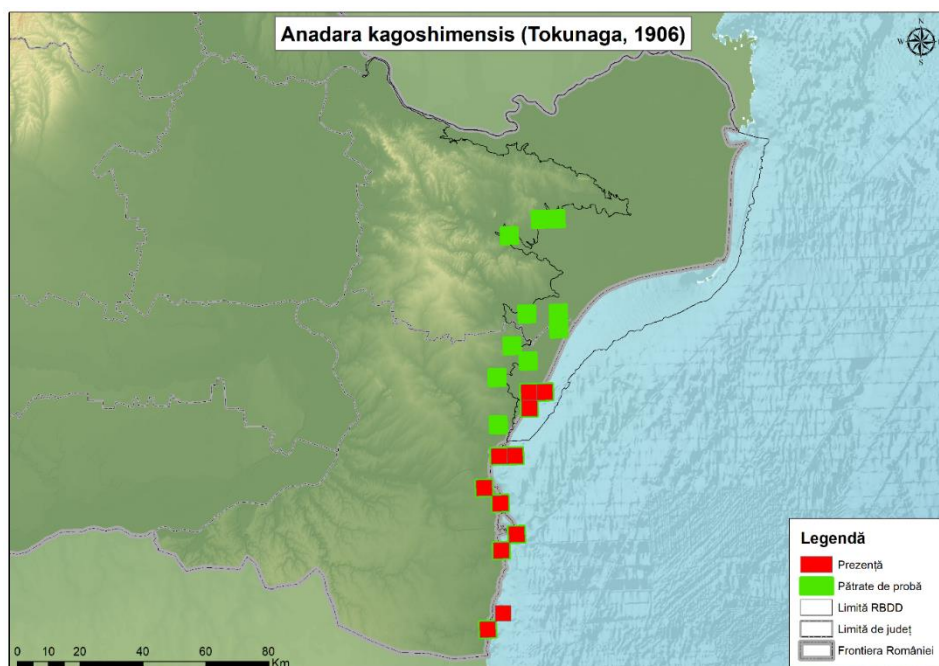 Anadara kagoshimensis (Tokunaga, 1906)
N
W E
S
Legendă
Prezență
Pătrate de probă
Limită RBDD
Limită de județ
Frontiera României
0 10 20 40 60 80
Km